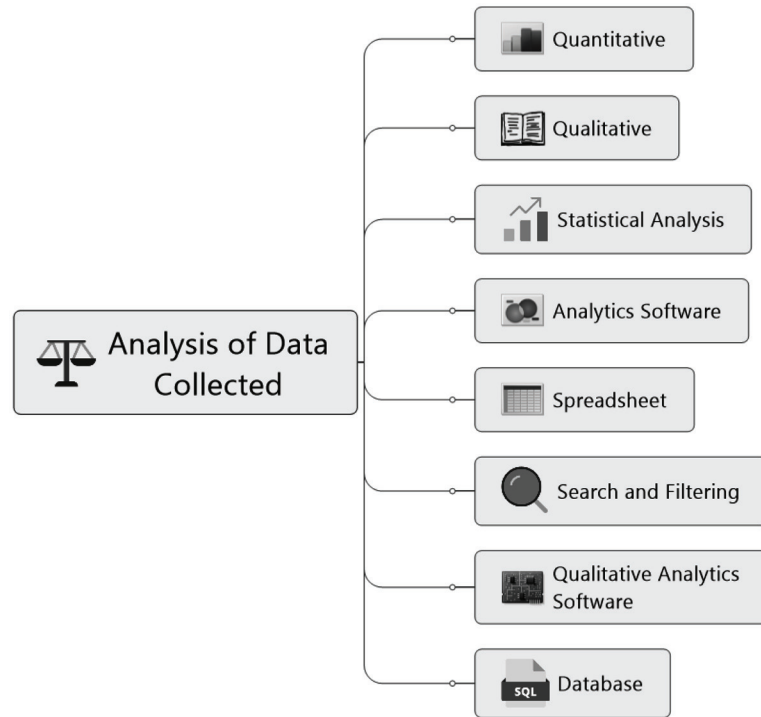 Quantitative
Qualitative
Statistical Analysis
Analysis of Data
Collected
Analytics Software
Spreadsheet
Search and Filtering
Qualitative Analytics
Software
SQL
Database